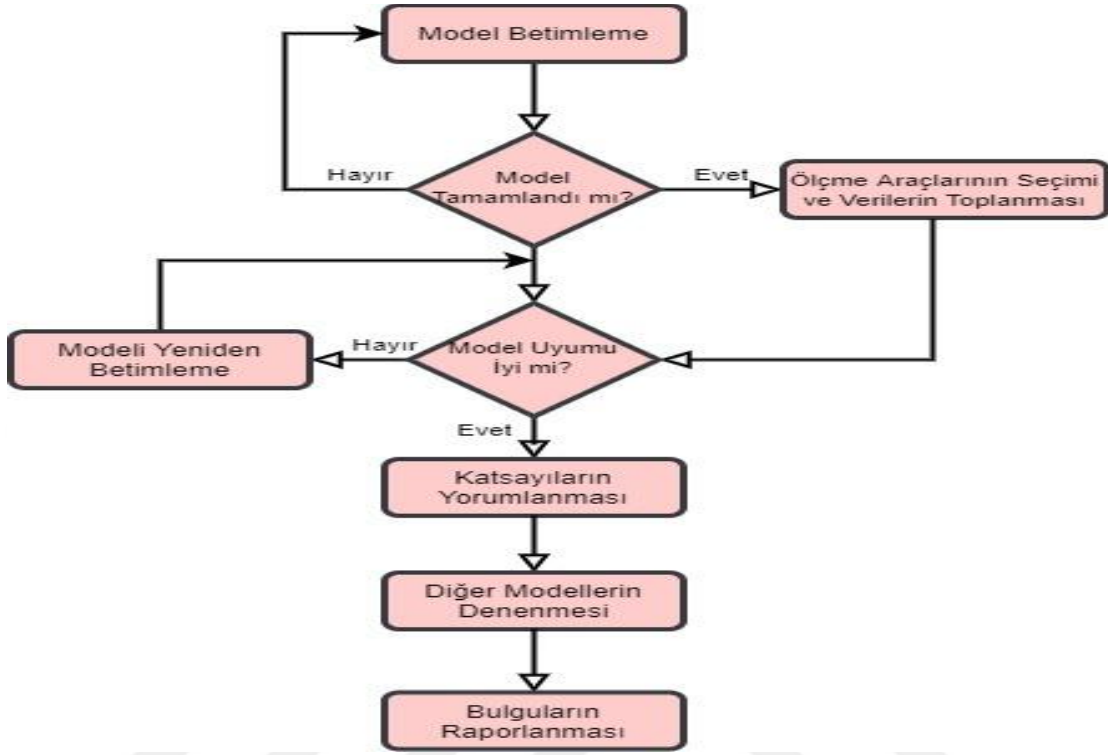 Model Betimleme
Hayır
Model
Tamamlandı mı?
Evet
Ölçme Araçlarının Seçimi
ve Verilerin Toplanması
Modeli Yeniden
Betimleme
Hayır
Model Uyumu
İyi mi?
Evet
Katsayıların
Yorumlanması
Diğer Modellerin
Denenmesi
Bulguların
Raporlanması